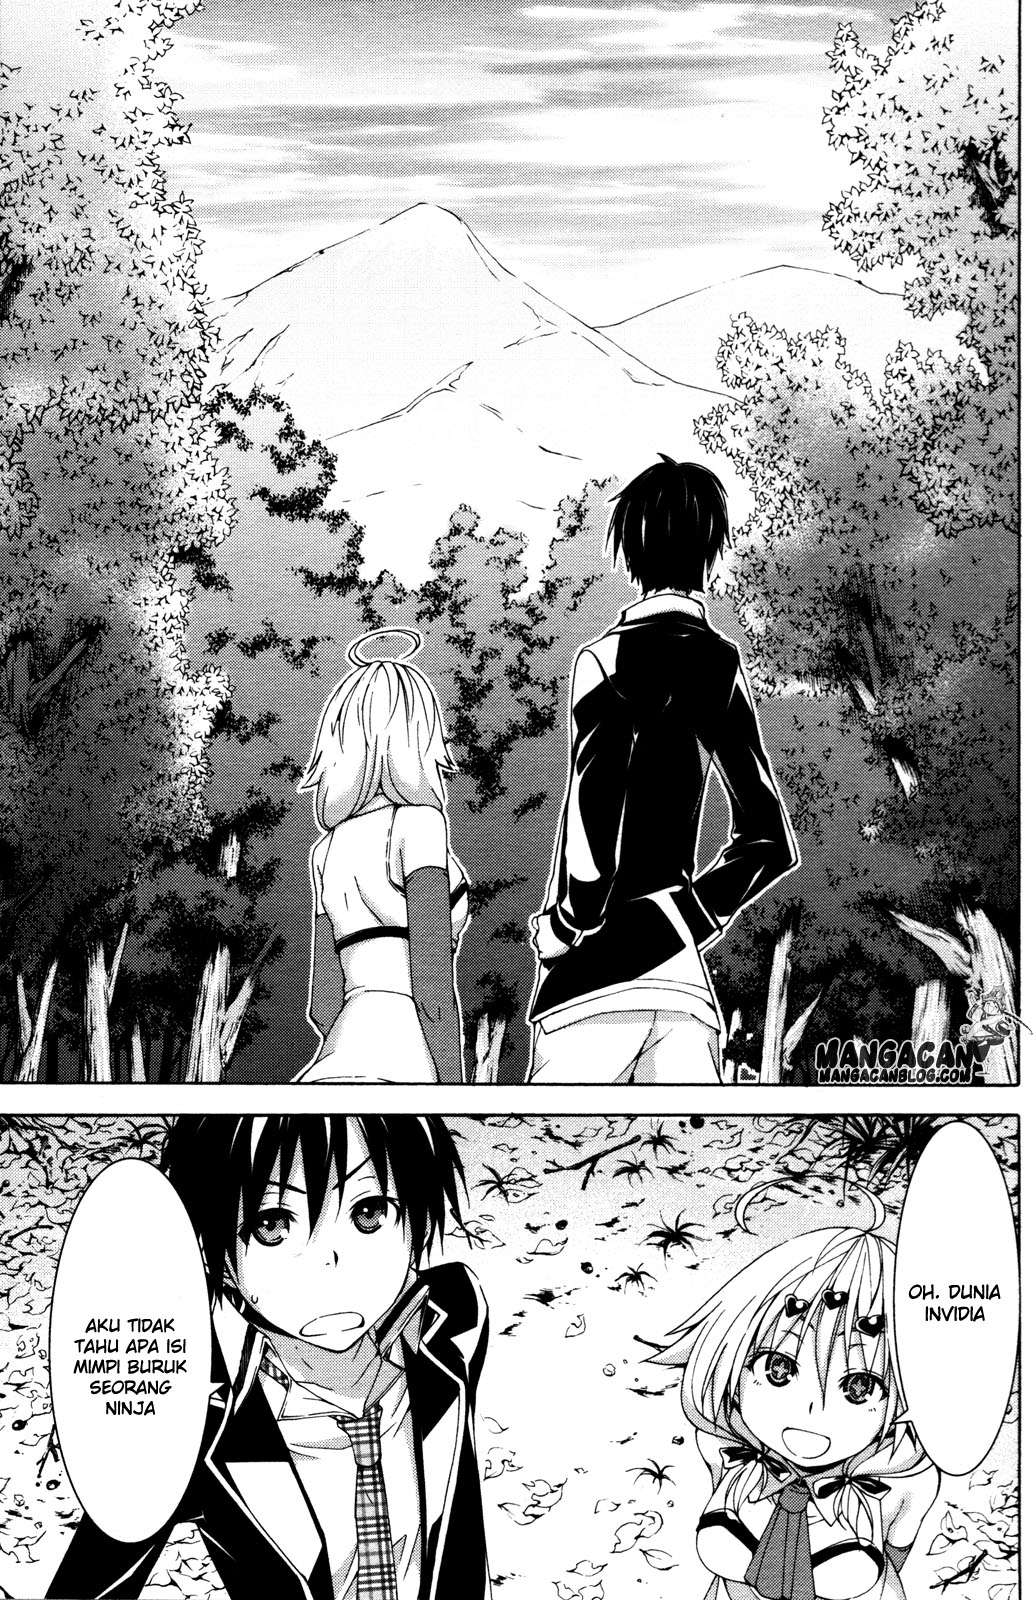 MANGACAN
MANGACANBLOG.COM
OH. DUNIA
INVIDIA
AKU TIDAK
TAHU APA ISI
MIMPI BURUK
SEORANG
NINJA